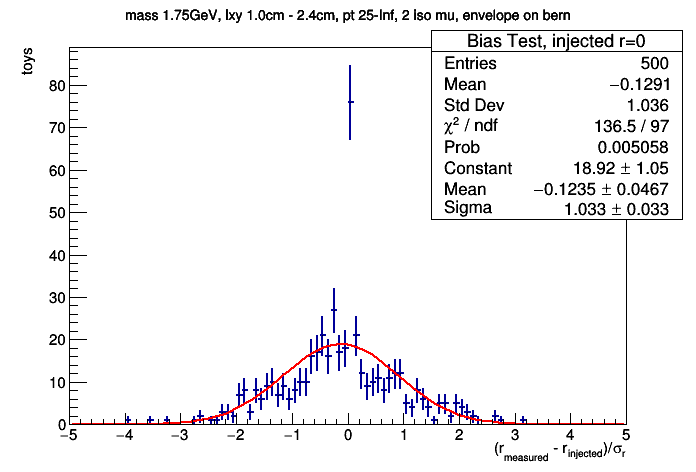 mass 1.75GeV, lxy 1.0cm - 2.4cm, pt 25-Inf, 2 Iso mu, envelope on bern
Bias Test, injected r=0
Entries 500
Mean −0.1291
Std Dev 1.036
χ² / ndf 136.5 / 97
Prob 0.005058
Constant 18.92 ± 1.05
Mean −0.1235 ± 0.0467
Sigma 1.033 ± 0.033
toys
80
70
60
50
40
30
20
10
0
−5 −4 −3 −2 −1 0 1 2 3 4 5
(r_measured - r_injected)/σ_r